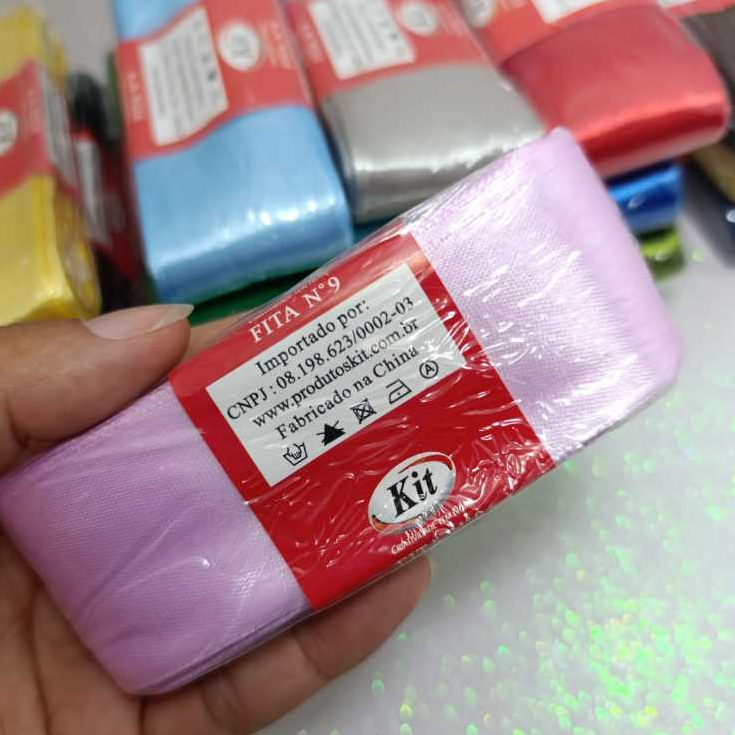 FITA N°9
Importado por:
CNPJ : 08.198.623/0002-03
www.produtoskit.com.br
Fabricado na China
A
Kit